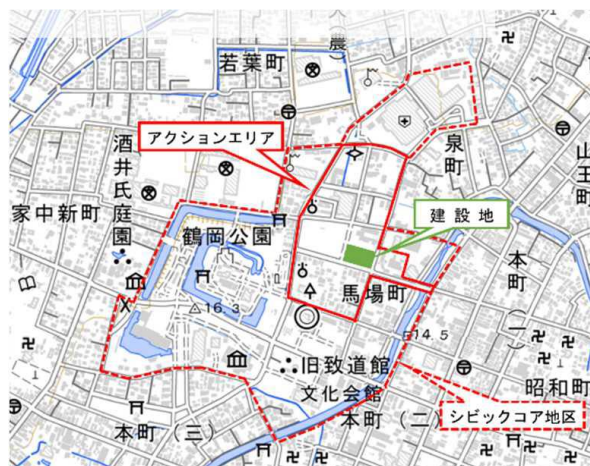 農)
若葉町
アクションエリア
泉町
山王町
酒井氏庭園
建設地
家中新町
鶴岡公園
本町(一)
馬場町
16.3
14.5
旧致道館
文化会館
昭和町
本町(二)
シビックコア地区
本町(三)